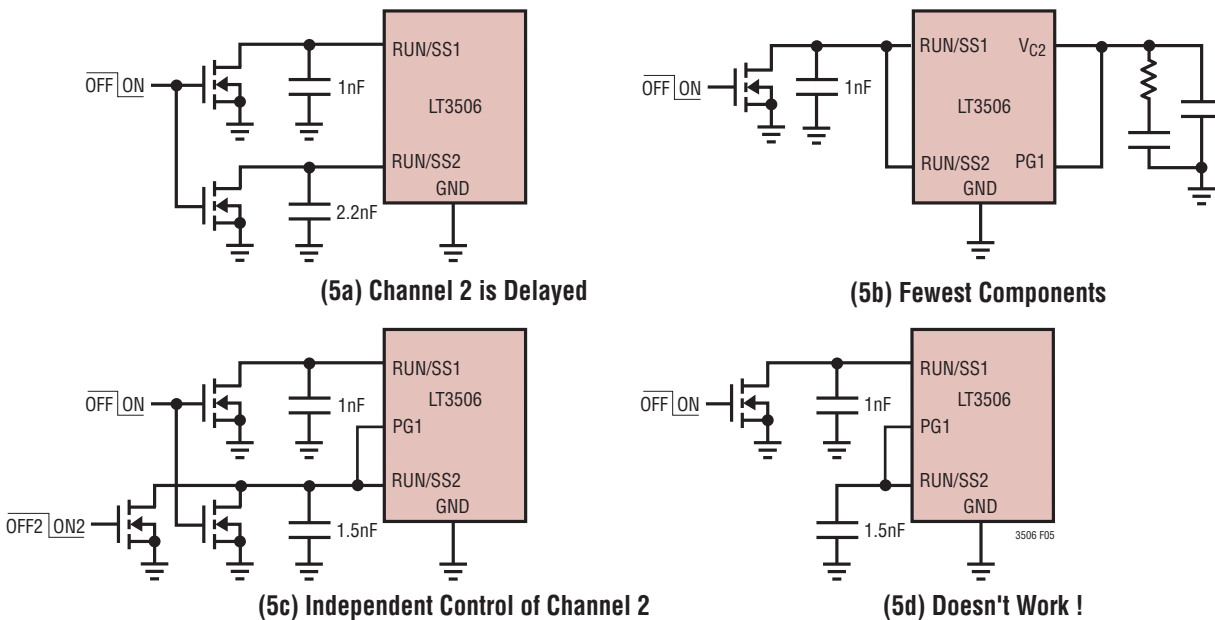 OFF ON
RUN/SS1
1nF
LT3506
RUN/SS2
2.2nF
GND
(5a) Channel 2 is Delayed
OFF ON
1nF
RUN/SS1
VC2
LT3506
RUN/SS2
PG1
GND
(5b) Fewest Components
OFF ON
RUN/SS1
1nF
LT3506
PG1
RUN/SS2
OFF2 ON2
1.5nF
GND
(5c) Independent Control of Channel 2
OFF ON
RUN/SS1
1nF
LT3506
PG1
RUN/SS2
1.5nF
GND
3506 F05
(5d) Doesn't Work !